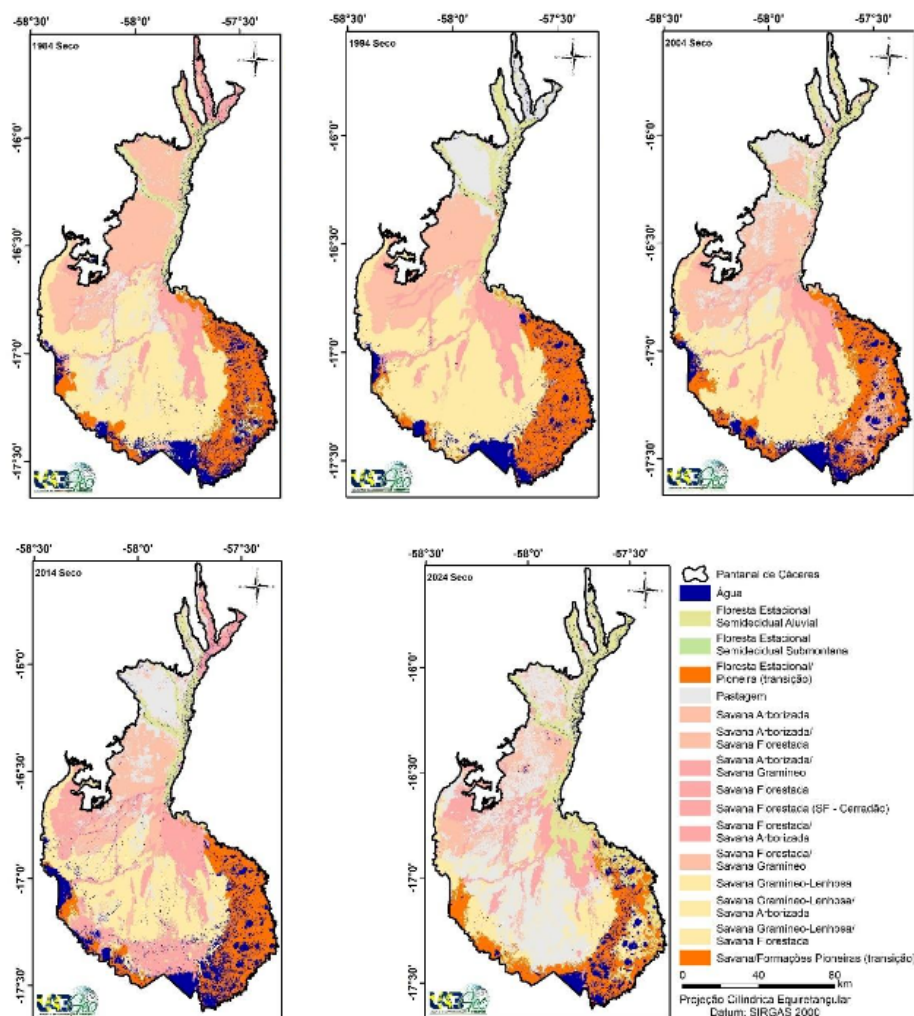 -58°30' -58°0' -57°30'
1984 Seco
-16°0'
-16°30'
-17°0'
-17°30'
-58°30' -58°0' -57°30'
1994 Seco
-16°0'
-16°30'
-17°0'
-17°30'
-58°30' -58°0' -57°30'
2004 Seco
-16°0'
-16°30'
-17°0'
-17°30'
-58°30' -58°0' -57°30'
2014 Seco
-16°0'
-16°30'
-17°0'
-17°30'
-58°30' -58°0' -57°30'
2024 Seco
-16°0'
-16°30'
-17°0'
-17°30'
Pantanal de Cáceres
Água
Floresta Estacional
Semidecidual Aluvial
Floresta Estacional
Semidecidual Submontana
Floresta Estacional/
Pioneira (transição)
Pastagem
Savana Arborizada
Savana Arborizada/
Savana Florestada
Savana Arborizada/
Savana Gramíneo
Savana Florestada
Savana Florestada (SF - Cerradão)
Savana Florestada/
Savana Arborizada
Savana Florestada/
Savana Gramíneo
Savana Gramíneo-Lenhosa
Savana Gramíneo-Lenhosa/
Savana Arborizada
Savana Gramíneo-Lenhosa/
Savana Florestada
Savana/Formações Pioneiras (transição)
0 40 80
km
Projeção Cilíndrica Equiretangular
Datum: SIRGAS 2000